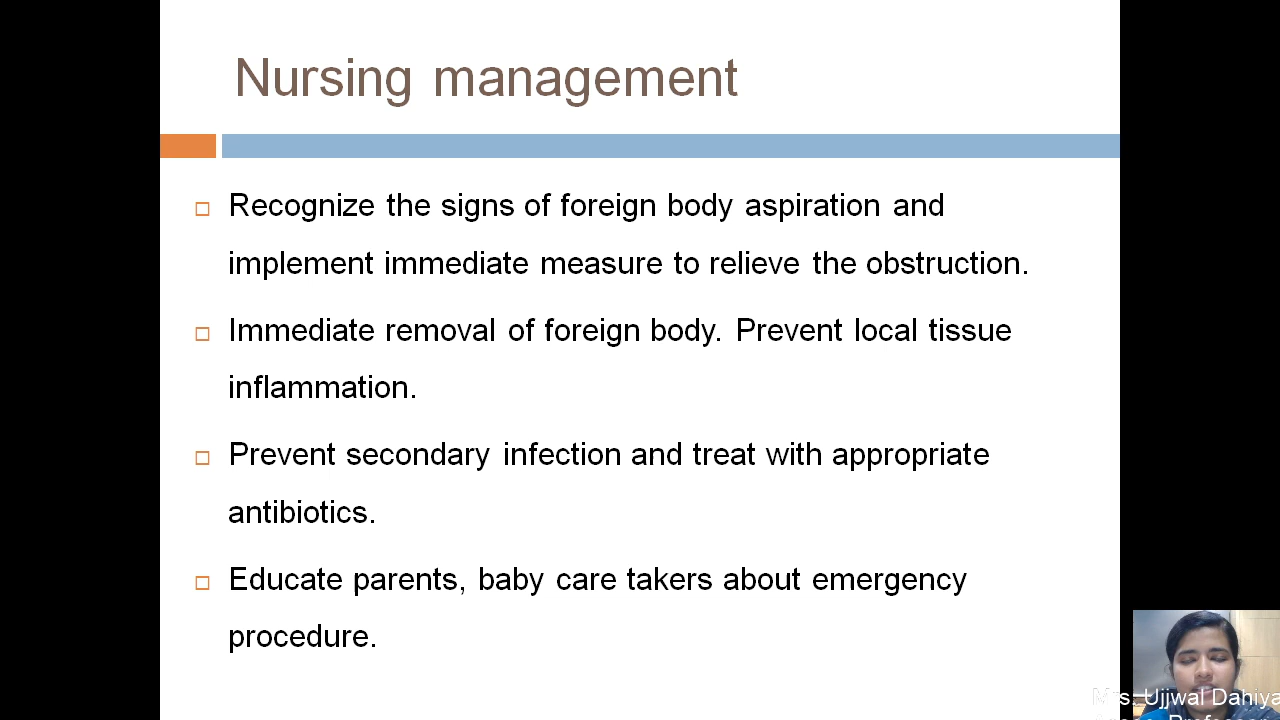 Nursing management
Recognize the signs of foreign body aspiration and
implement immediate measure to relieve the obstruction.
Immediate removal of foreign body. Prevent local tissue
inflammation.
Prevent secondary infection and treat with appropriate
antibiotics.
Educate parents, baby care takers about emergency
procedure.
Mrs. Ujjwal Dahiya